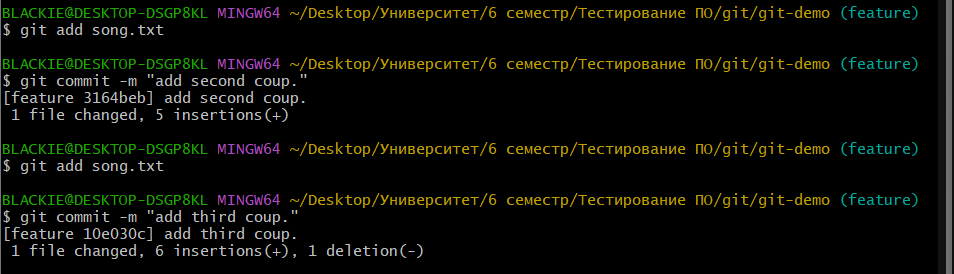 BLACKIE@DESKTOP-DSGP8KL MINGW64 ~/Desktop/Университет/6 семестр/Тестирование ПО/git/git-demo (feature)
$ git add song.txt
BLACKIE@DESKTOP-DSGP8KL MINGW64 ~/Desktop/Университет/6 семестр/Тестирование ПО/git/git-demo (feature)
$ git commit -m "add second coup."
[feature 3164beb] add second coup.
1 file changed, 5 insertions(+)
BLACKIE@DESKTOP-DSGP8KL MINGW64 ~/Desktop/Университет/6 семестр/Тестирование ПО/git/git-demo (feature)
$ git add song.txt
BLACKIE@DESKTOP-DSGP8KL MINGW64 ~/Desktop/Университет/6 семестр/Тестирование ПО/git/git-demo (feature)
$ git commit -m "add third coup."
[feature 10e030c] add third coup.
1 file changed, 6 insertions(+), 1 deletion(-)